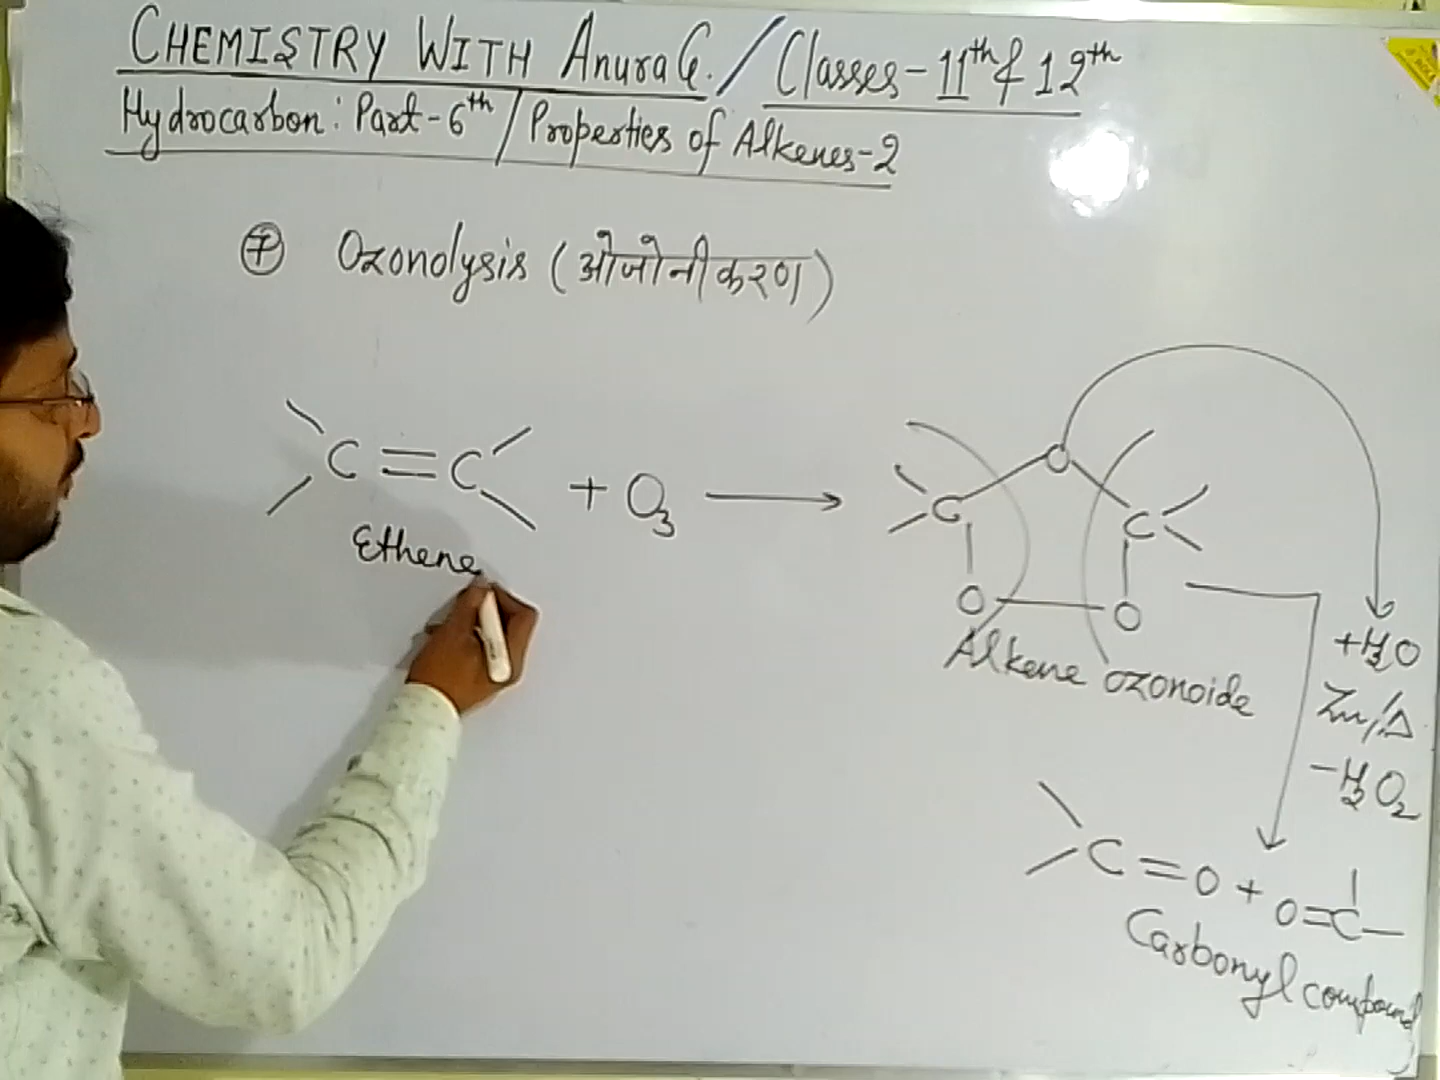 CHEMISTRY WITH AnuraG. / Classes - 11th & 12th
Hydrocarbon: Part-6th / Properties of Alkenes-2
7 Ozonolysis (ओजोनीकरण)
C=C + O3 →
Ethene
O
C C
O O
Alkene ozonoide
+H2O
Zn/Δ
-H2O2
C=O + O=C
Carbonyl compound